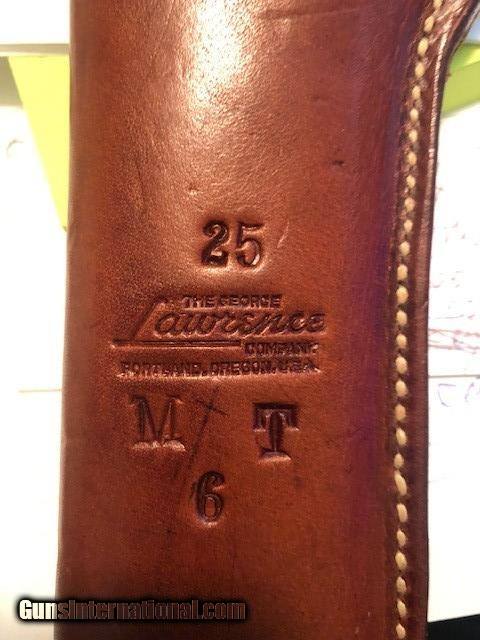 25
THE GEORGE
Lawrence
COMPANY
PORTLAND, OREGON, U.S.A.
M/T
6
GunsInternational.com